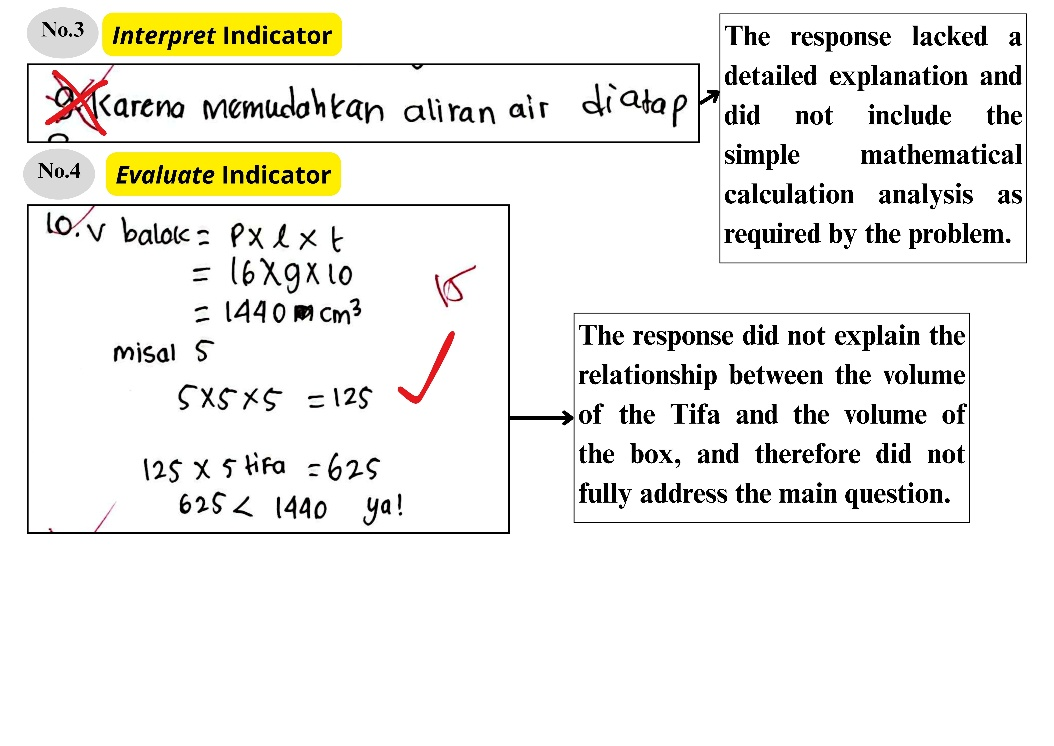 No.3
Interpret Indicator
9. Karena memudahkan aliran air diatap
The response lacked a
detailed explanation and
did not include the
simple mathematical
calculation analysis as
required by the problem.
No.4
Evaluate Indicator
10. V balok = P x l x t
= 16 x 9 x 10
= 1440 cm³
misal 5
5 x 5 x 5 = 125
15
125 x 5 tifa = 625
625 < 1440 ya!
The response did not explain the
relationship between the volume
of the Tifa and the volume of
the box, and therefore did not
fully address the main question.